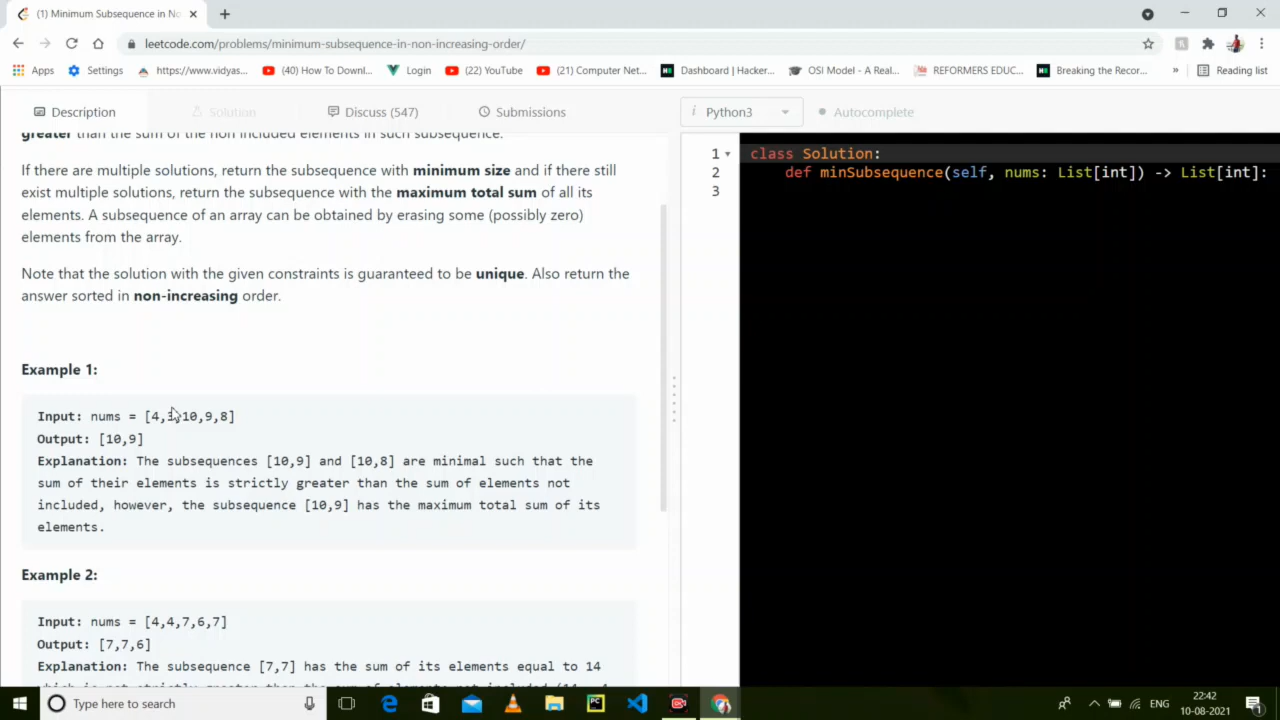 (1) Minimum Subsequence in No
leetcode.com/problems/minimum-subsequence-in-non-increasing-order/
Apps Settings https://www.vidyas... (40) How To Downl... Login (22) YouTube (21) Computer Net... Dashboard | Hacker... OSI Model - A Real... REFORMERS EDUC... Breaking the Recor... » Reading list
Description Solution Discuss (547) Submissions
i Python3 Autocomplete
greater than the sum of the non included elements in such subsequence.
If there are multiple solutions, return the subsequence with minimum size and if there still
exist multiple solutions, return the subsequence with the maximum total sum of all its
elements. A subsequence of an array can be obtained by erasing some (possibly zero)
elements from the array.
Note that the solution with the given constraints is guaranteed to be unique. Also return the
answer sorted in non-increasing order.
Example 1:
Input: nums = [4,3,10,9,8]
Output: [10,9]
Explanation: The subsequences [10,9] and [10,8] are minimal such that the
sum of their elements is strictly greater than the sum of elements not
included, however, the subsequence [10,9] has the maximum total sum of its
elements.
Example 2:
Input: nums = [4,4,7,6,7]
Output: [7,7,6]
Explanation: The subsequence [7,7] has the sum of its elements equal to 14
1 class Solution:
2 def minSubsequence(self, nums: List[int]) -> List[int]:
3
Type here to search
ENG
22:42
10-08-2021
1